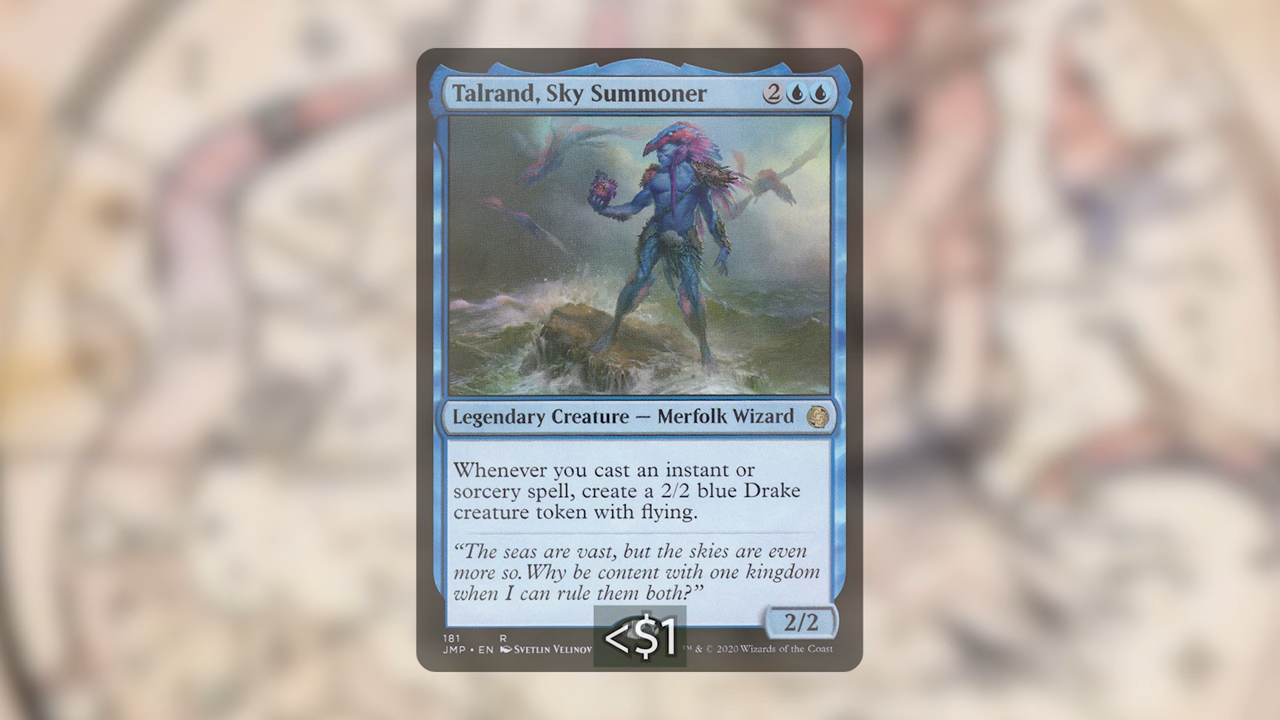 Talrand, Sky Summoner 2
Legendary Creature — Merfolk Wizard
Whenever you cast an instant or
sorcery spell, create a 2/2 blue Drake
creature token with flying.
“The seas are vast, but the skies are even
more so. Why be content with one kingdom
when I can rule them both?”
2/2
<$1
181 R
JMP • EN SVETLIN VELINOV ™ & © 2020 Wizards of the Coast